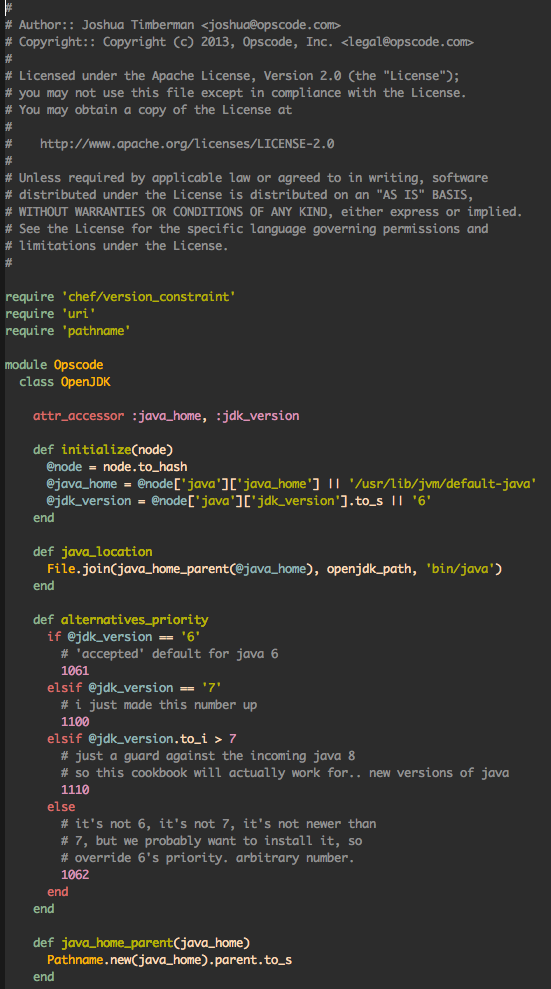 #
# Author:: Joshua Timberman <joshua@opscode.com>
# Copyright:: Copyright (c) 2013, Opscode, Inc. <legal@opscode.com>
#
# Licensed under the Apache License, Version 2.0 (the "License");
# you may not use this file except in compliance with the License.
# You may obtain a copy of the License at
#
#    http://www.apache.org/licenses/LICENSE-2.0
#
# Unless required by applicable law or agreed to in writing, software
# distributed under the License is distributed on an "AS IS" BASIS,
# WITHOUT WARRANTIES OR CONDITIONS OF ANY KIND, either express or implied.
# See the License for the specific language governing permissions and
# limitations under the License.
#

require 'chef/version_constraint'
require 'uri'
require 'pathname'

module Opscode
  class OpenJDK

    attr_accessor :java_home, :jdk_version

    def initialize(node)
      @node = node.to_hash
      @java_home = @node['java']['java_home'] || '/usr/lib/jvm/default-java'
      @jdk_version = @node['java']['jdk_version'].to_s || '6'
    end

    def java_location
      File.join(java_home_parent(@java_home), openjdk_path, 'bin/java')
    end

    def alternatives_priority
      if @jdk_version == '6'
        # 'accepted' default for java 6
        1061
      elsif @jdk_version == '7'
        # i just made this number up
        1100
      elsif @jdk_version.to_i > 7
        # just a guard against the incoming java 8
        # so this cookbook will actually work for.. new versions of java
        1110
      else
        # it's not 6, it's not 7, it's not newer than
        # 7, but we probably want to install it, so
        # override 6's priority. arbitrary number.
        1062
      end
    end

    def java_home_parent(java_home)
      Pathname.new(java_home).parent.to_s
    end